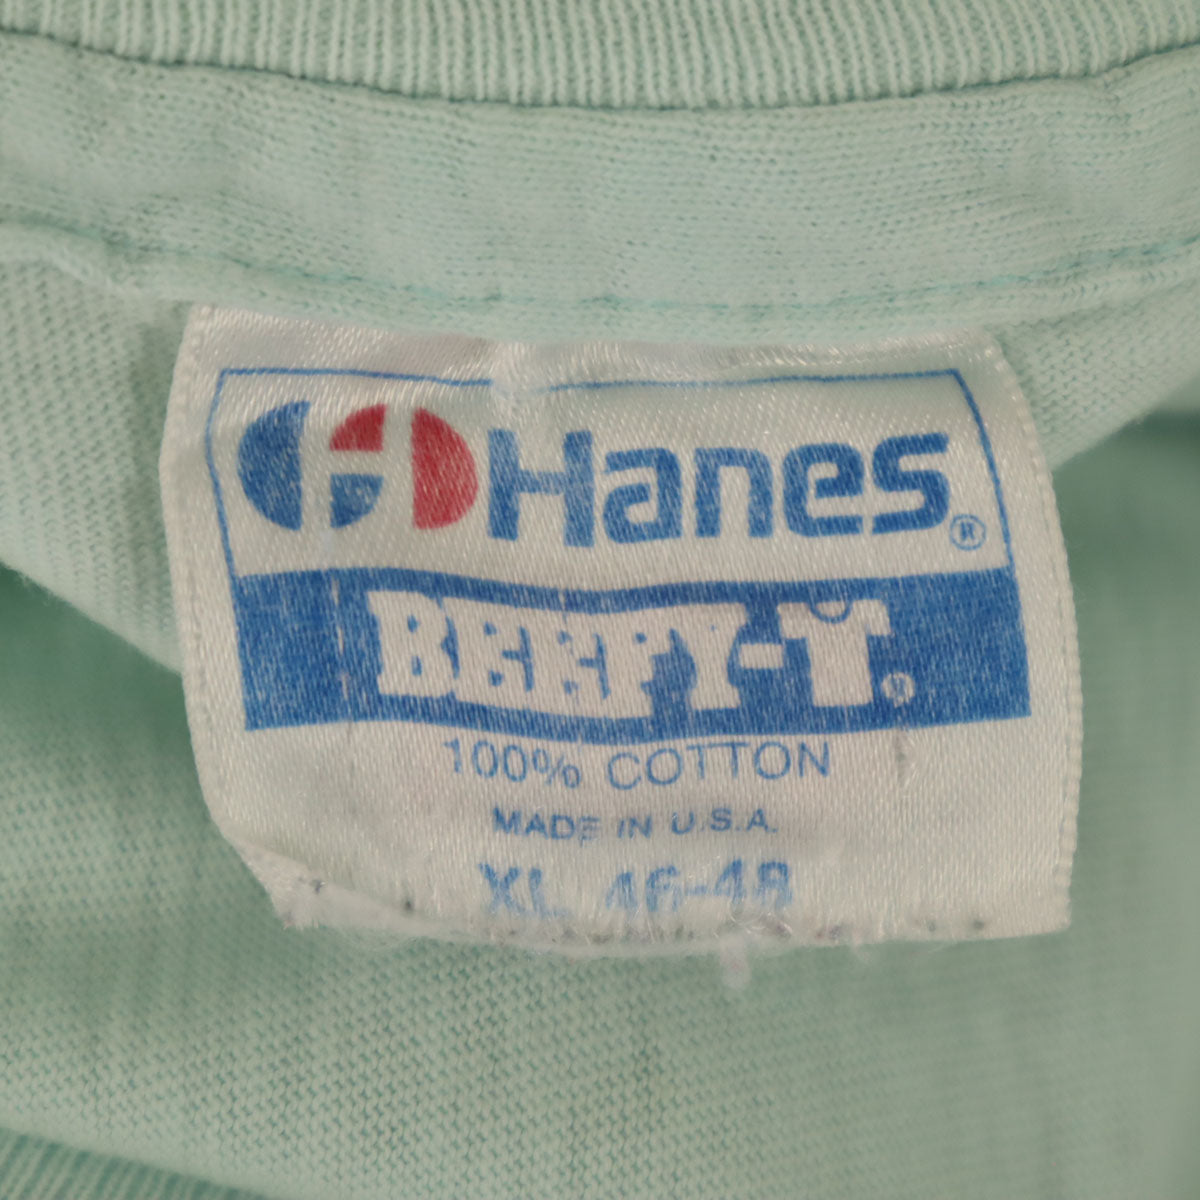 Hanes®
BEEFY-T®
100% COTTON
MADE IN U.S.A.
XL 46-48